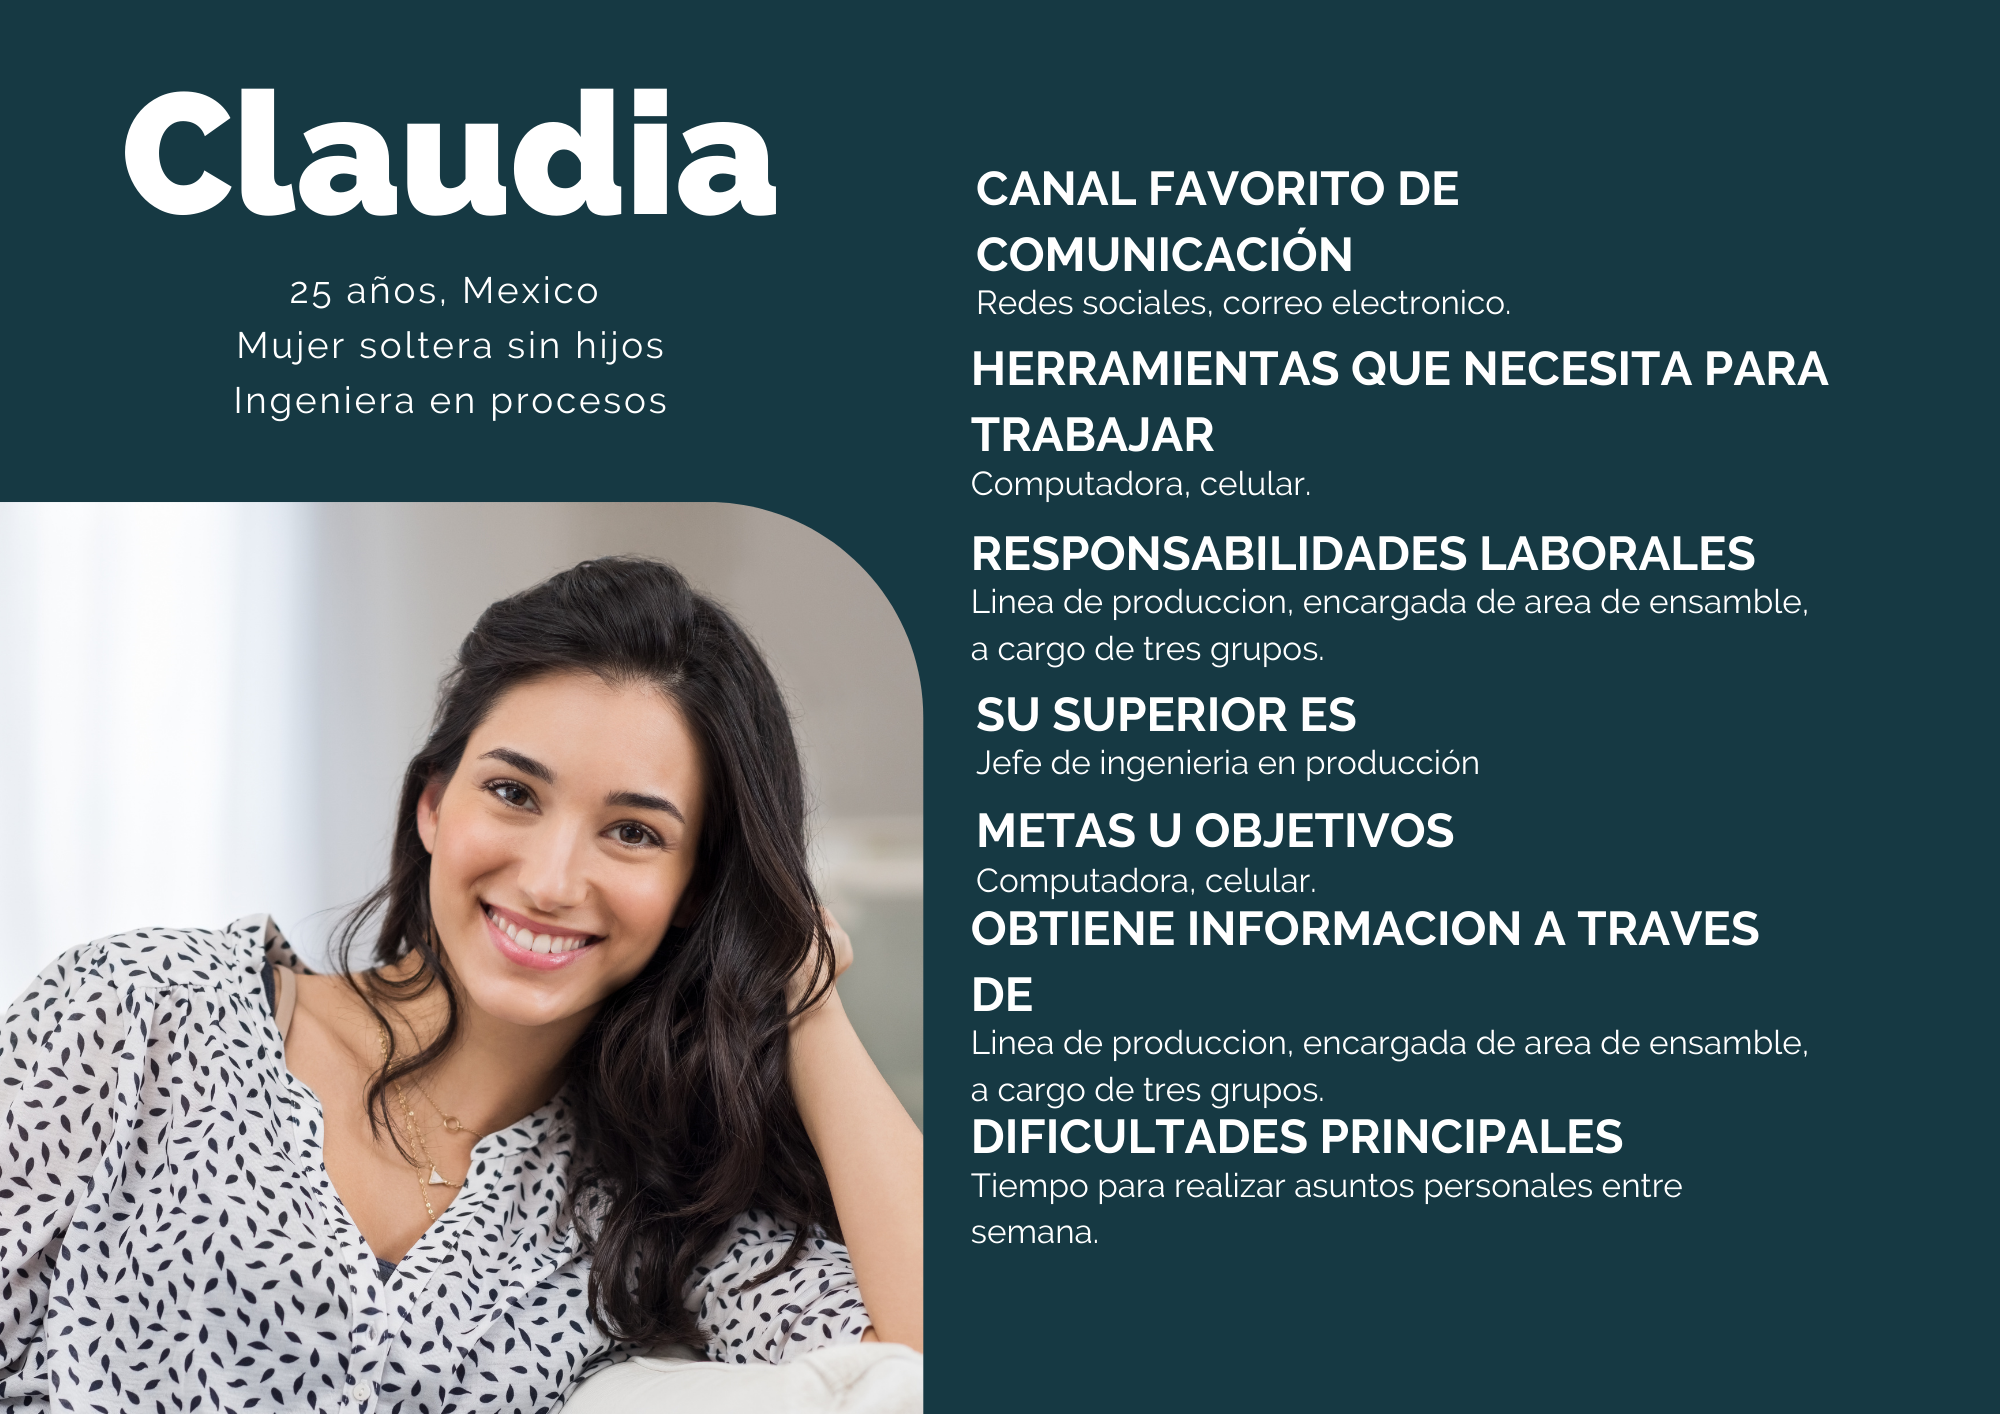 Claudia
25 años, Mexico
Mujer soltera sin hijos
Ingeniera en procesos
CANAL FAVORITO DE
COMUNICACIÓN
Redes sociales, correo electronico.
HERRAMIENTAS QUE NECESITA PARA
TRABAJAR
Computadora, celular.
RESPONSABILIDADES LABORALES
Linea de produccion, encargada de area de ensamble,
a cargo de tres grupos.
SU SUPERIOR ES
Jefe de ingenieria en producción
METAS U OBJETIVOS
Computadora, celular.
OBTIENE INFORMACION A TRAVES
DE
Linea de produccion, encargada de area de ensamble,
a cargo de tres grupos.
DIFICULTADES PRINCIPALES
Tiempo para realizar asuntos personales entre
semana.